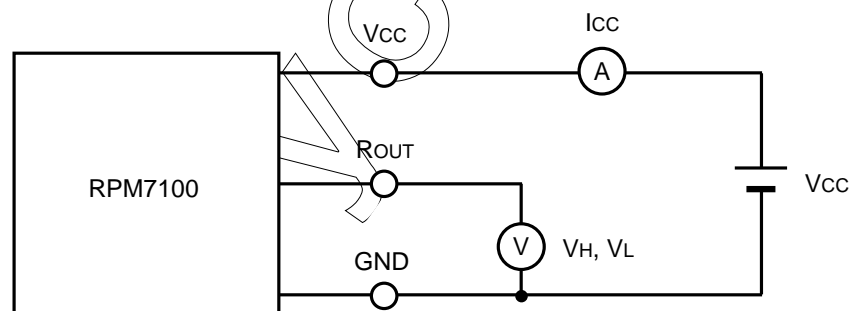 ICC
VCC
A
ROUT
RPM7100
VCC
V
VH, VL
GND